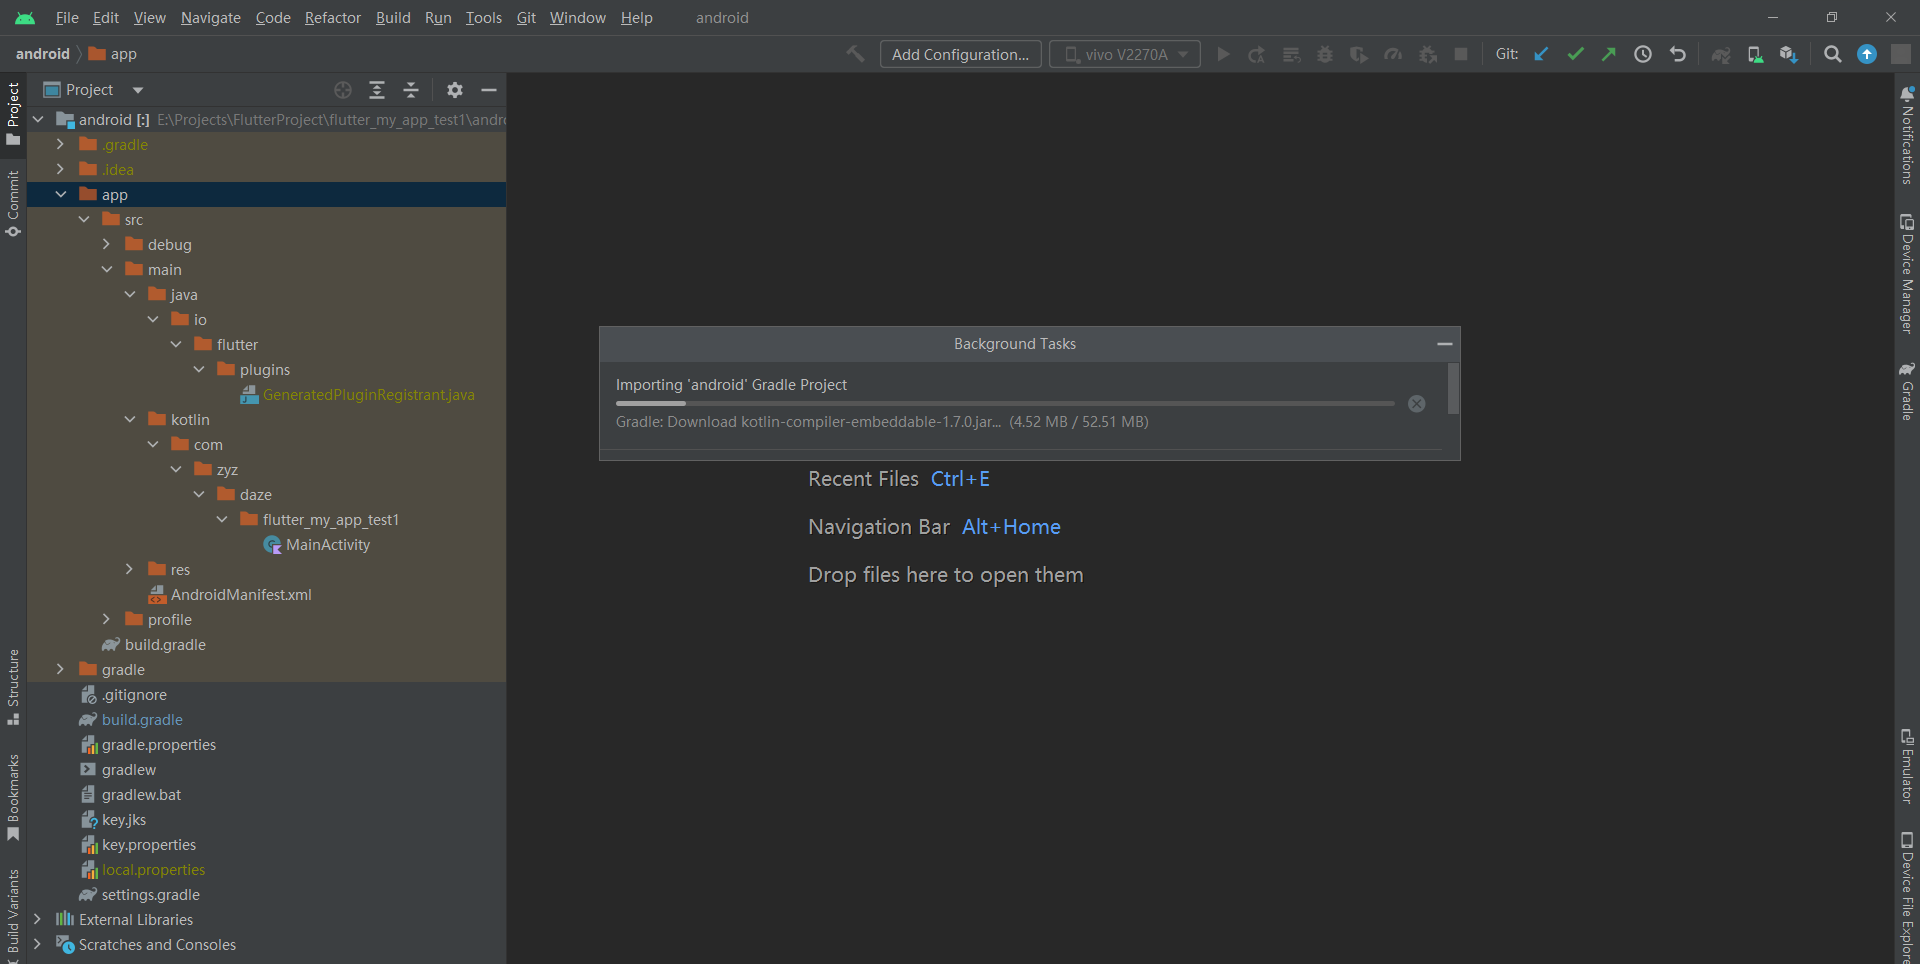 File Edit View Navigate Code Refactor Build Run Tools Git Window Help android
android app Add Configuration... vivo V2270A Git:
Project
android [:] E:\Projects\FlutterProject\flutter_my_app_test1\andro
.gradle
.idea
app
src
debug
main
java
io
flutter
plugins
GeneratedPluginRegistrant.java
kotlin
com
zyz
daze
flutter_my_app_test1
MainActivity
res
AndroidManifest.xml
profile
build.gradle
gradle
.gitignore
build.gradle
gradle.properties
gradlew
gradlew.bat
key.jks
key.properties
local.properties
settings.gradle
External Libraries
Scratches and Consoles
Project
Commit
Structure
Bookmarks
Build Variants
Background Tasks
Importing 'android' Gradle Project
Gradle: Download kotlin-compiler-embeddable-1.7.0.jar... (4.52 MB / 52.51 MB)
Recent Files Ctrl+E
Navigation Bar Alt+Home
Drop files here to open them
Notifications
Device Manager
Gradle
Emulator
Device File Explore